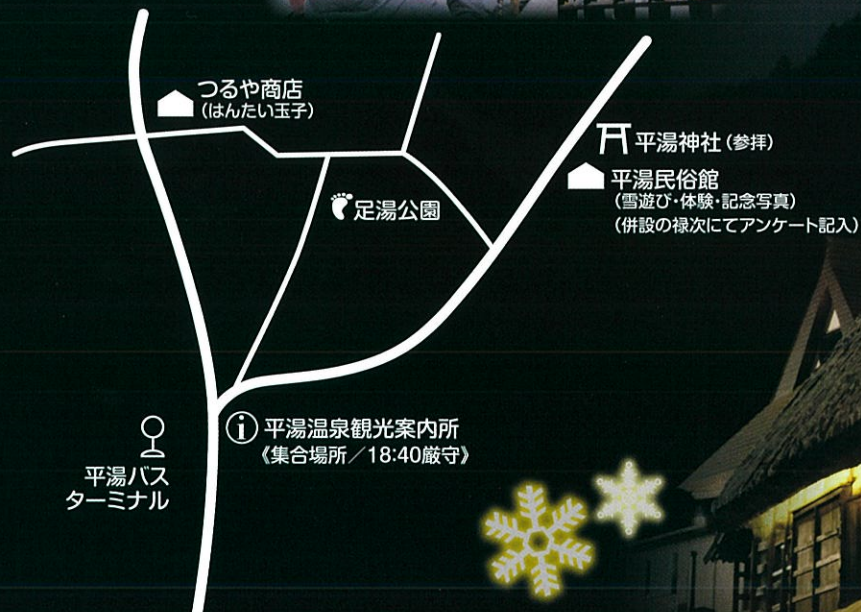 つるや商店
(はんたい玉子)
平湯神社(参拝)
平湯民俗館
(雪遊び・体験・記念写真)
(併設の禄次にてアンケート記入)
足湯公園
平湯温泉観光案内所
《集合場所/18:40厳守》
平湯バス
ターミナル